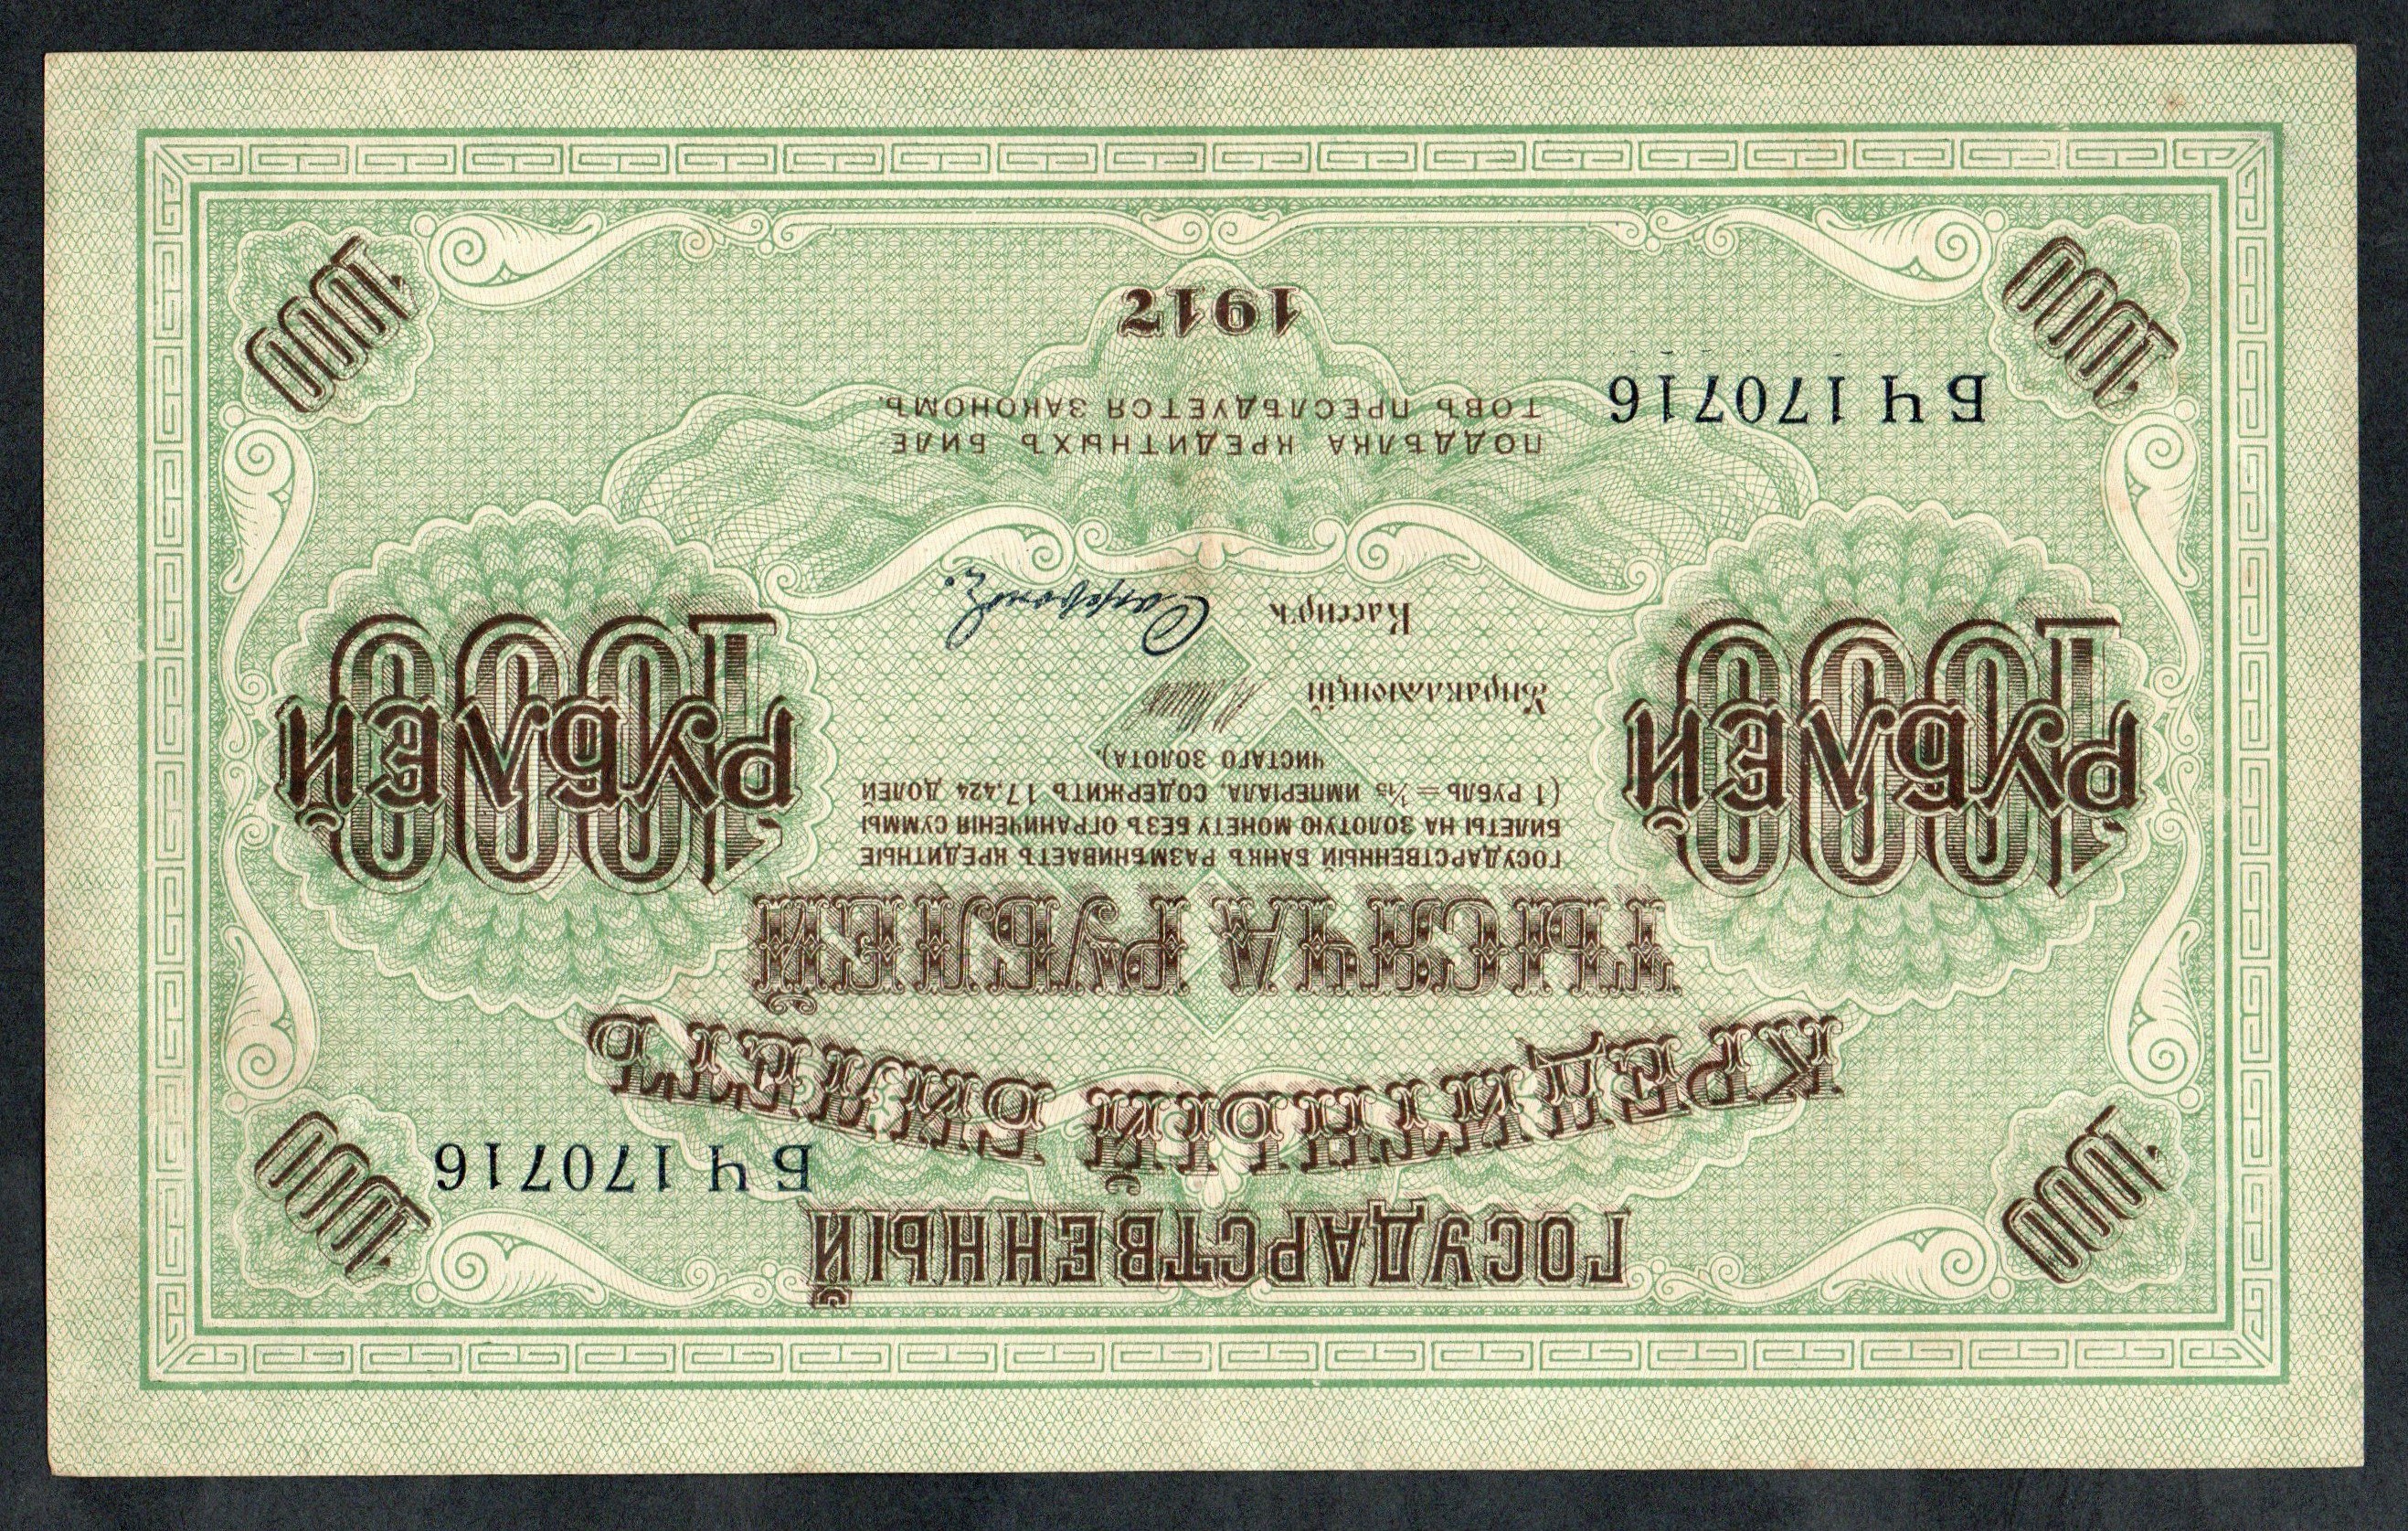 ГОСУДАРСТВЕННЫЙ
КРЕДИТНЫЙ БИЛЕТЪ
БЧ 170716
1000
1000
ТЫСЯЧА РУБЛЕЙ
1000
РУБЛЕЙ
1000
РУБЛЕЙ
ГОСУДАРСТВЕННЫЙ БАНКЪ РАЗМѢНИВАЕТЪ КРЕДИТНЫЕ
БИЛЕТЫ НА ЗОЛОТУЮ МОНЕТУ БЕЗЪ ОГРАНИЧЕНІЯ СУММЫ
(1 РУБЛЬ = 1/15 ИМПЕРІАЛА, СОДЕРЖИТЪ 17,424 ДОЛЕЙ
ЧИСТАГО ЗОЛОТА).
Управляющій
Кассиръ
ПОДДѢЛКА КРЕДИТНЫХЪ БИЛЕ
ТОВЪ ПРЕСЛѢДУЕТСЯ ЗАКОНОМЪ.
БЧ 170716
1917
1000
1000